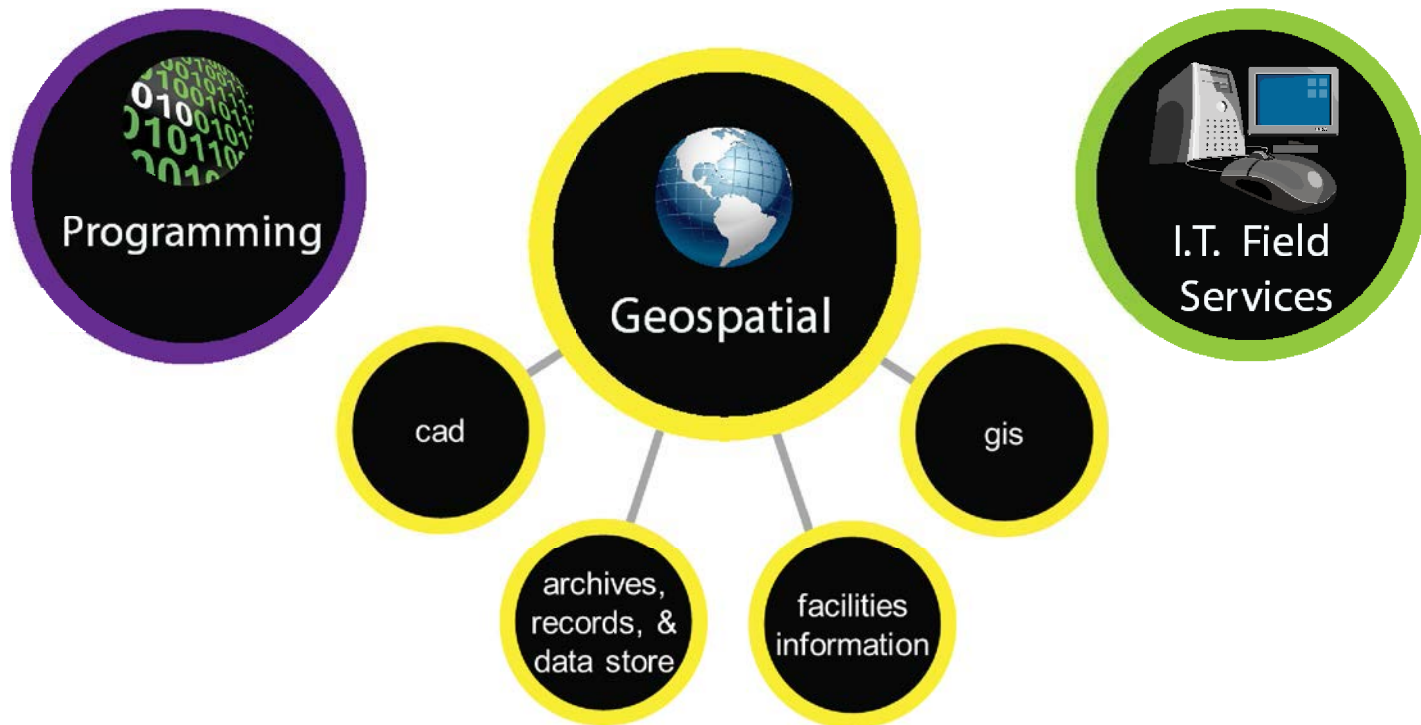 Programming
Geospatial
I.T. Field
Services
cad
gis
archives,
records, &
data store
facilities
information